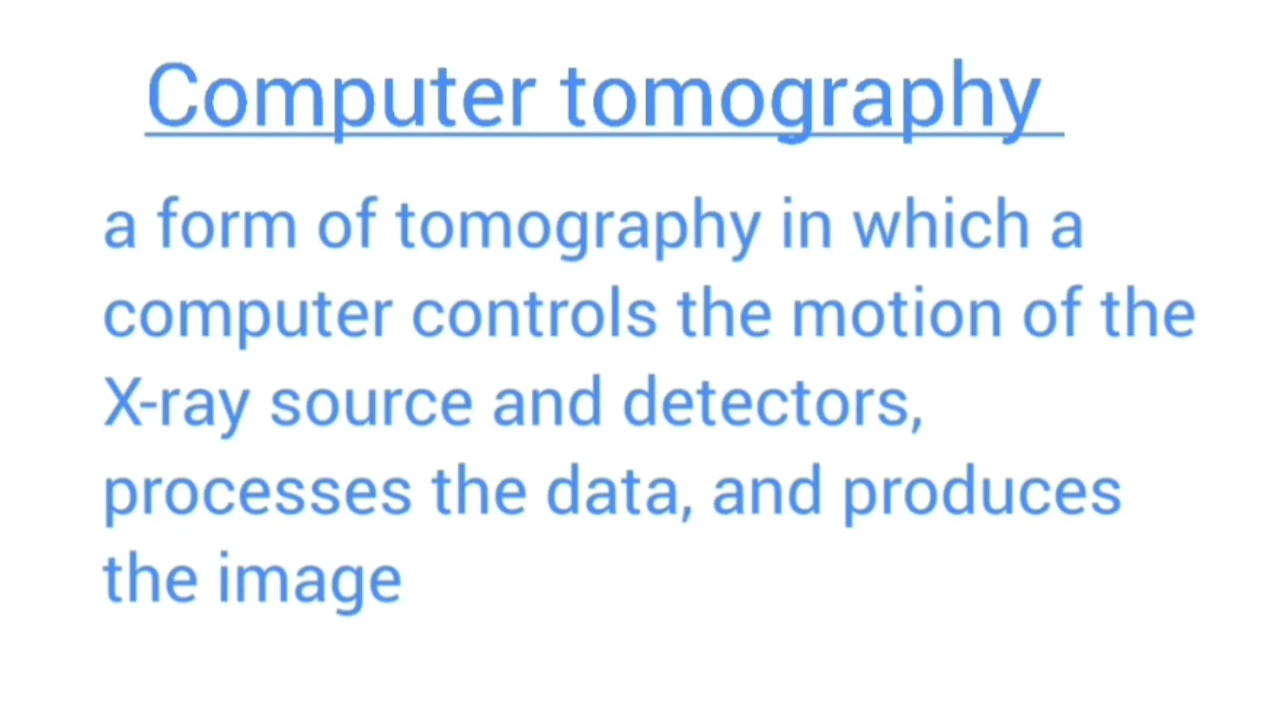 Computer tomography
a form of tomography in which a
computer controls the motion of the
X-ray source and detectors,
processes the data, and produces
the image